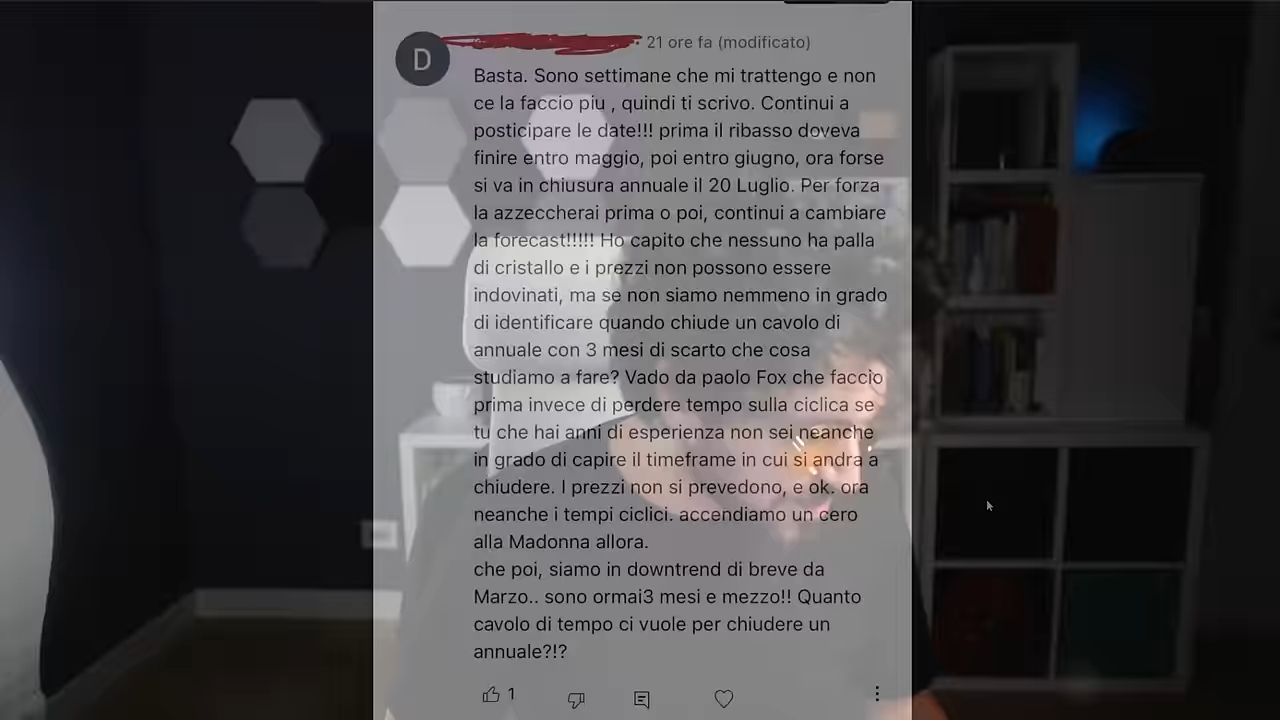 D
21 ore fa (modificato)
Basta. Sono settimane che mi trattengo e non
ce la faccio piu , quindi ti scrivo. Continui a
posticipare le date!!! prima il ribasso doveva
finire entro maggio, poi entro giugno, ora forse
si va in chiusura annuale il 20 Luglio. Per forza
la azzeccherai prima o poi, continui a cambiare
la forecast!!!!! Ho capito che nessuno ha palla
di cristallo e i prezzi non possono essere
indovinati, ma se non siamo nemmeno in grado
di identificare quando chiude un cavolo di
annuale con 3 mesi di scarto che cosa
studiamo a fare? Vado da paolo Fox che faccio
prima invece di perdere tempo sulla ciclica se
tu che hai anni di esperienza non sei neanche
in grado di capire il timeframe in cui si andra a
chiudere. I prezzi non si prevedono, e ok. ora
neanche i tempi ciclici. accendiamo un cero
alla Madonna allora.
che poi, siamo in downtrend di breve da
Marzo.. sono ormai3 mesi e mezzo!! Quanto
cavolo di tempo ci vuole per chiudere un
annuale?!?
1